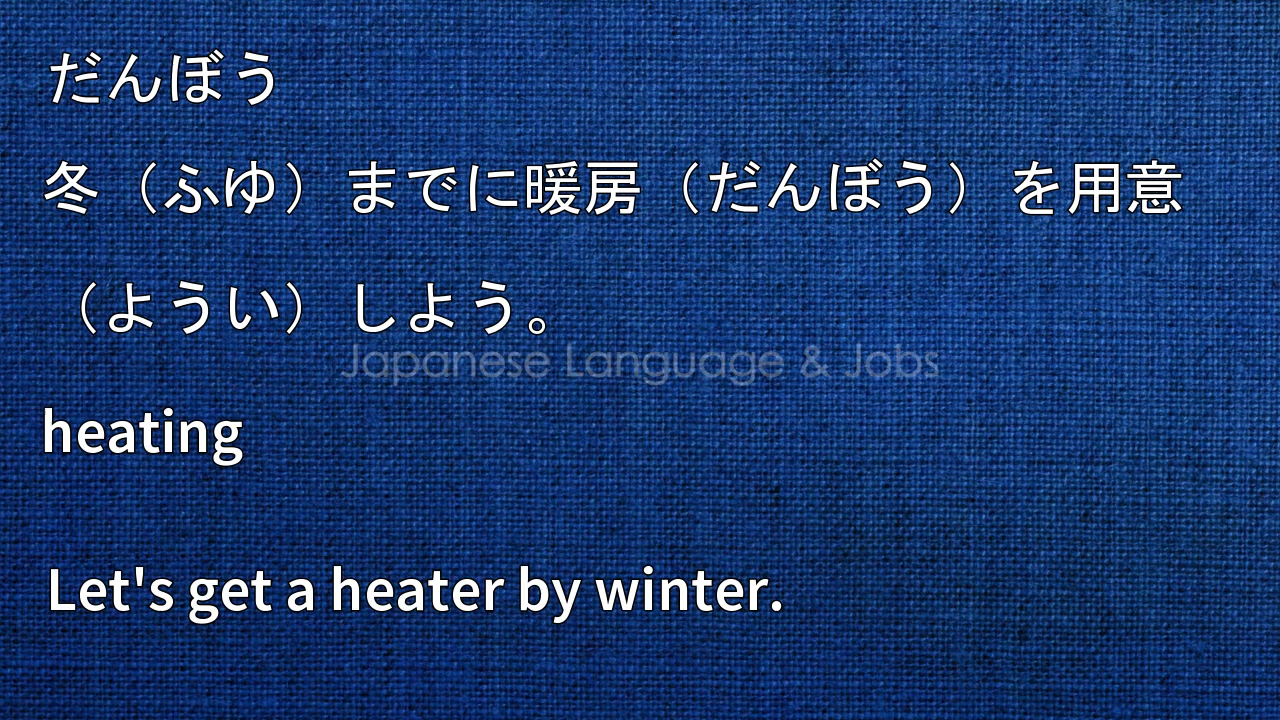 だんぼう
冬（ふゆ）までに暖房（だんぼう）を用意
（ようい）しよう。
Japanese Language & Jobs
heating
Let's get a heater by winter.